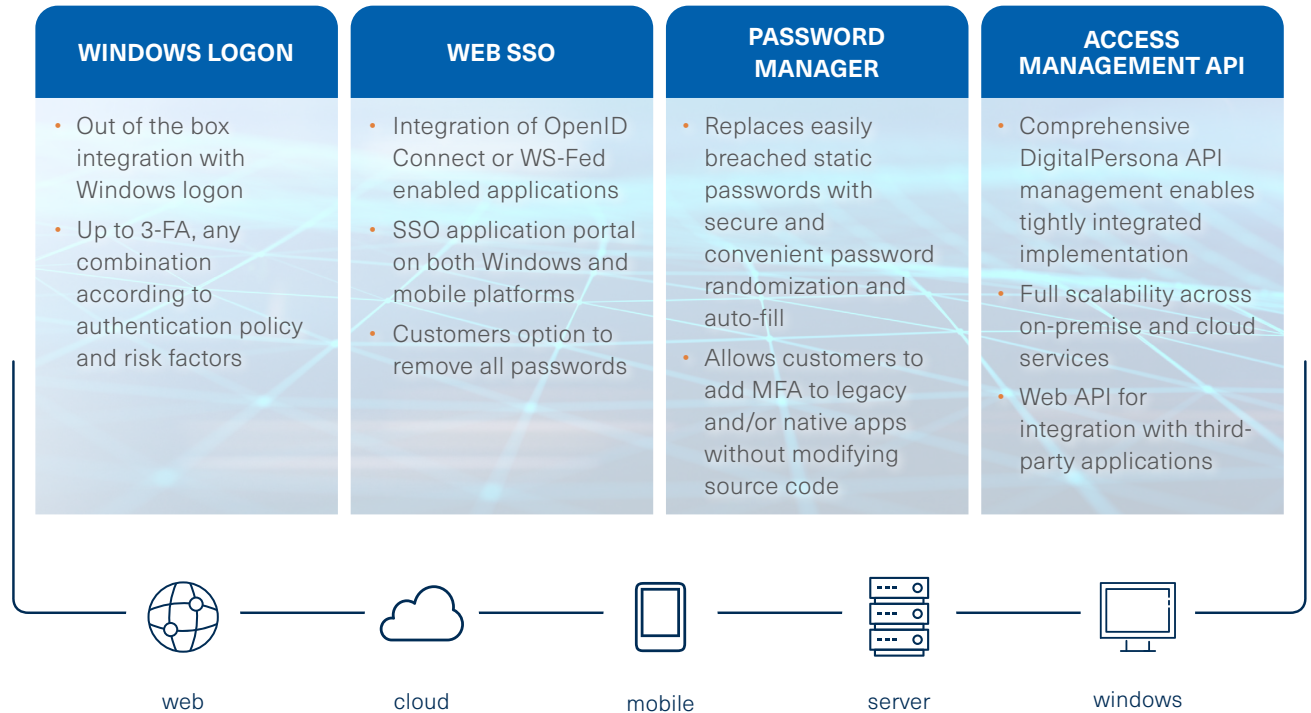 WINDOWS LOGON
• Out of the box
integration with
Windows logon
• Up to 3-FA, any
combination
according to
authentication policy
and risk factors
WEB SSO
• Integration of OpenID
Connect or WS-Fed
enabled applications
• SSO application portal
on both Windows and
mobile platforms
• Customers option to
remove all passwords
PASSWORD
MANAGER
• Replaces easily
breached static
passwords with
secure and
convenient password
randomization and
auto-fill
• Allows customers to
add MFA to legacy
and/or native apps
without modifying
source code
ACCESS
MANAGEMENT API
• Comprehensive
DigitalPersona API
management enables
tightly integrated
implementation
• Full scalability across
on-premise and cloud
services
• Web API for
integration with third-
party applications
web
cloud
mobile
server
windows